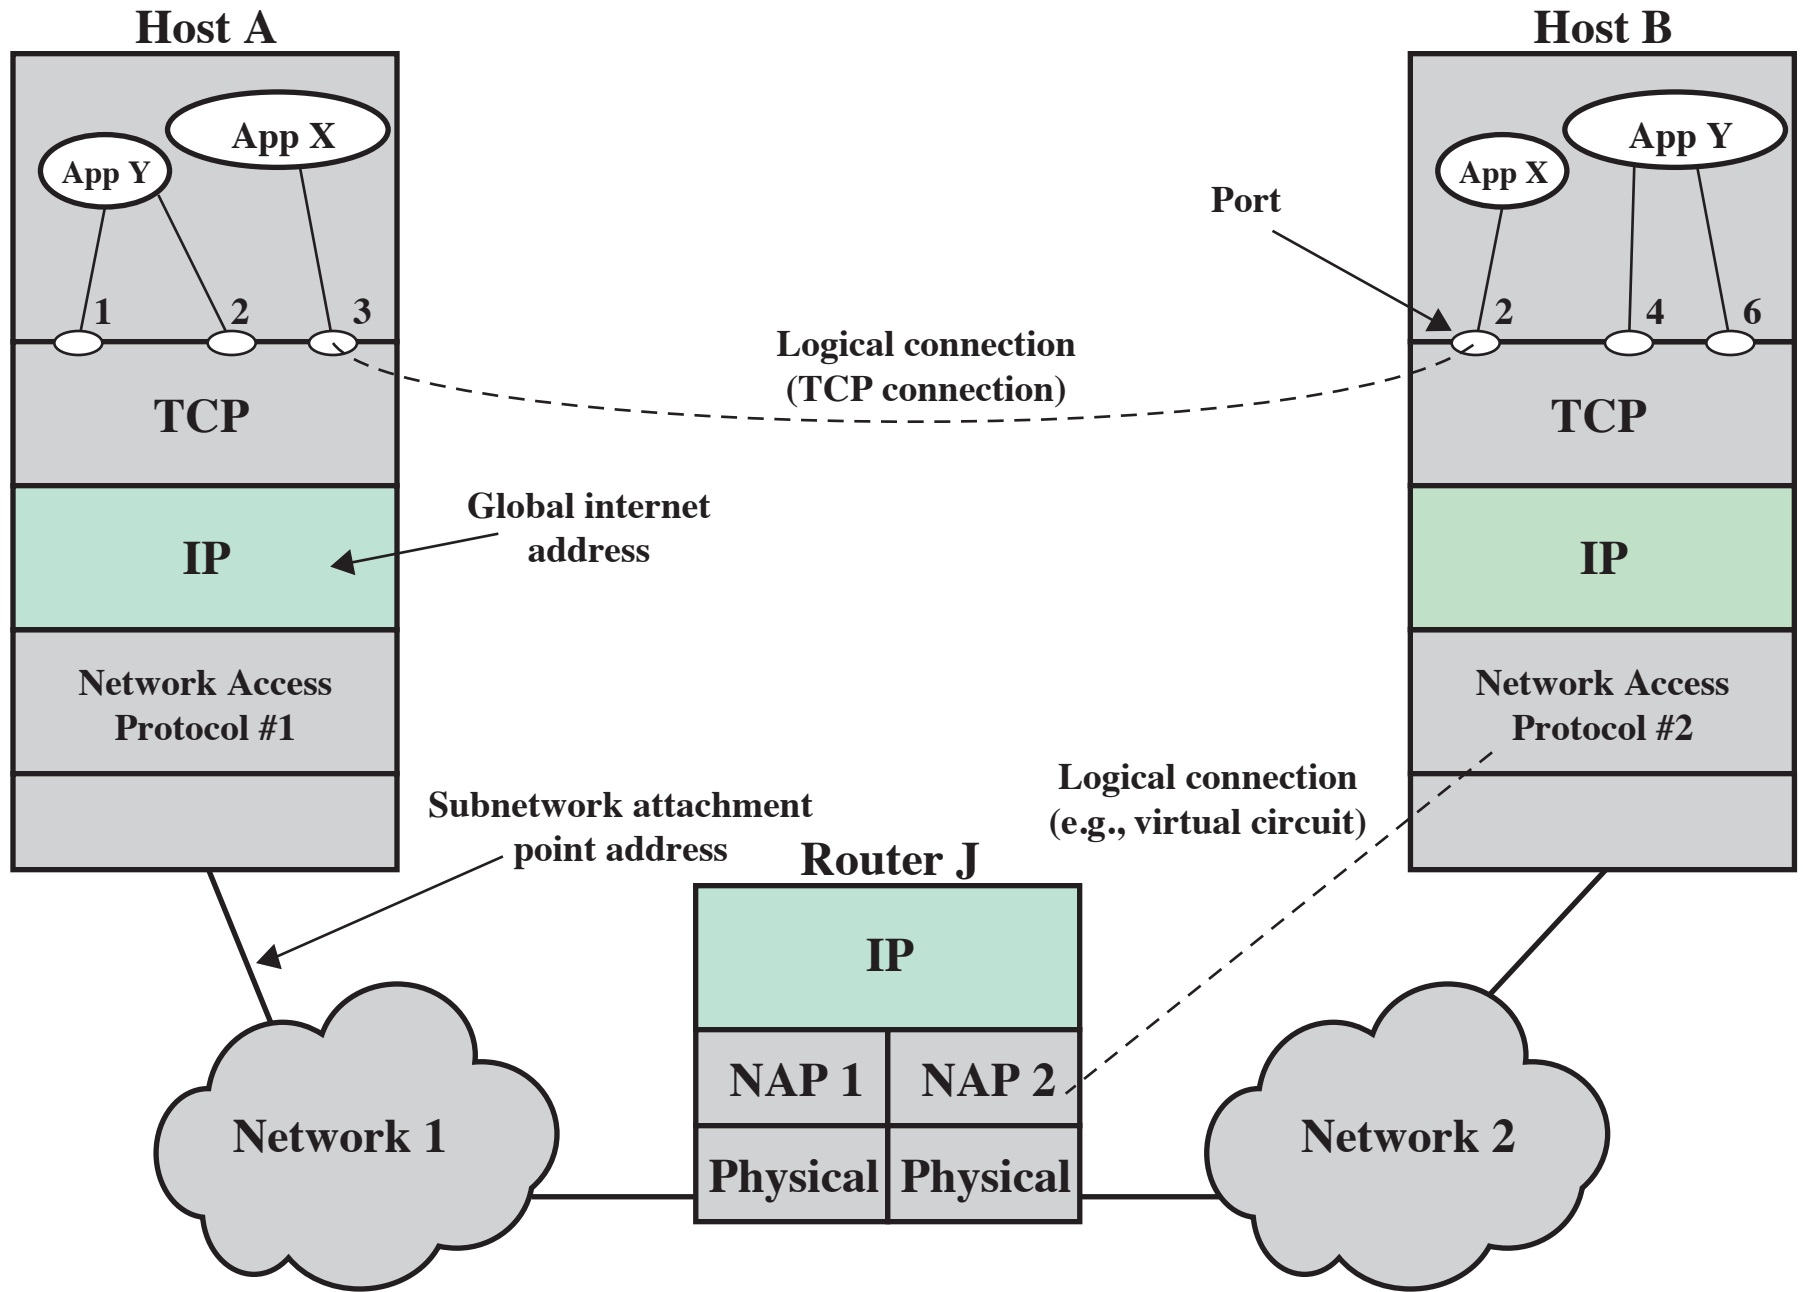 Host A
App X
App Y
1
2
3
TCP
IP
Network Access
Protocol #1
Host B
App Y
App X
Port
2
4
6
Logical connection
(TCP connection)
TCP
Global internet
address
IP
Network Access
Protocol #2
Subnetwork attachment
point address
Logical connection
(e.g., virtual circuit)
Router J
IP
NAP 1
NAP 2
Physical
Physical
Network 1
Network 2